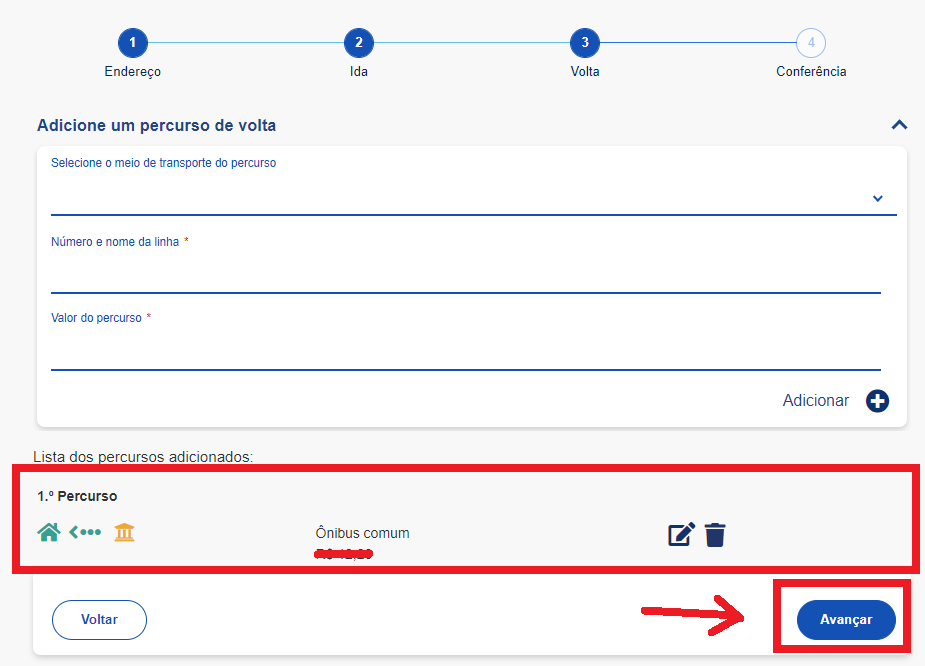 1 2 3 4
Endereço Ida Volta Conferência
Adicione um percurso de volta
Selecione o meio de transporte do percurso
Número e nome da linha *
Valor do percurso *
Adicionar
Lista dos percursos adicionados:
1.º Percurso
Ônibus comum
Voltar
Avançar